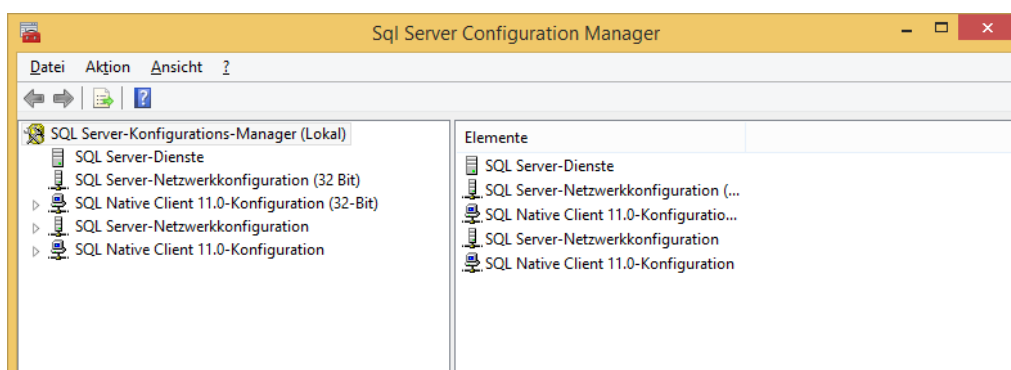 Sql Server Configuration Manager
Datei Aktion Ansicht ?
SQL Server-Konfigurations-Manager (Lokal)
SQL Server-Dienste
SQL Server-Netzwerkkonfiguration (32 Bit)
SQL Native Client 11.0-Konfiguration (32-Bit)
SQL Server-Netzwerkkonfiguration
SQL Native Client 11.0-Konfiguration
Elemente
SQL Server-Dienste
SQL Server-Netzwerkkonfiguration (...
SQL Native Client 11.0-Konfiguratio...
SQL Server-Netzwerkkonfiguration
SQL Native Client 11.0-Konfiguration